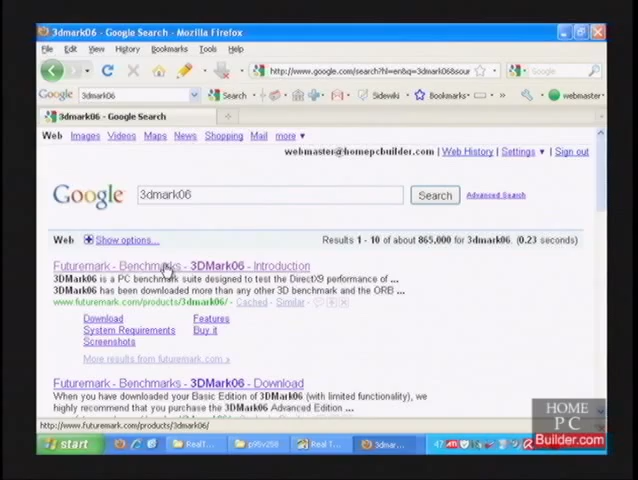 3dmark06 - Google Search - Mozilla Firefox
File Edit View History Bookmarks Tools Help
http://www.google.com/search?hl=en&q=3dmark06&sour
Google
Google 3dmark06 Search Sidewiki Bookmarks webmaster
3dmark06 - Google Search
Web Images Videos Maps News Shopping Mail more
webmaster@homepcbuilder.com | Web History | Settings | Sign out
Google 3dmark06 Search Advanced Search
Web Show options... Results 1 - 10 of about 865,000 for 3dmark06. (0.23 seconds)
Futuremark - Benchmarks - 3DMark06 - Introduction
3DMark06 is a PC benchmark suite designed to test the DirectX9 performance of ...
3DMark06 has been downloaded more than any other 3D benchmark and the ORB ...
www.futuremark.com/products/3dmark06/ - Cached - Similar
Download Features
System Requirements Buy it
Screenshots
More results from futuremark.com »
Futuremark - Benchmarks - 3DMark06 - Download
When you have downloaded your Basic Edition of 3DMark06 (with limited functionality), we
highly recommend that you purchase the 3DMark06 Advanced Edition ...
http://www.futuremark.com/products/3dmark06/
HOME
PC
Builder.com
start RealT... p95v258 Real T... 3dmar... 47